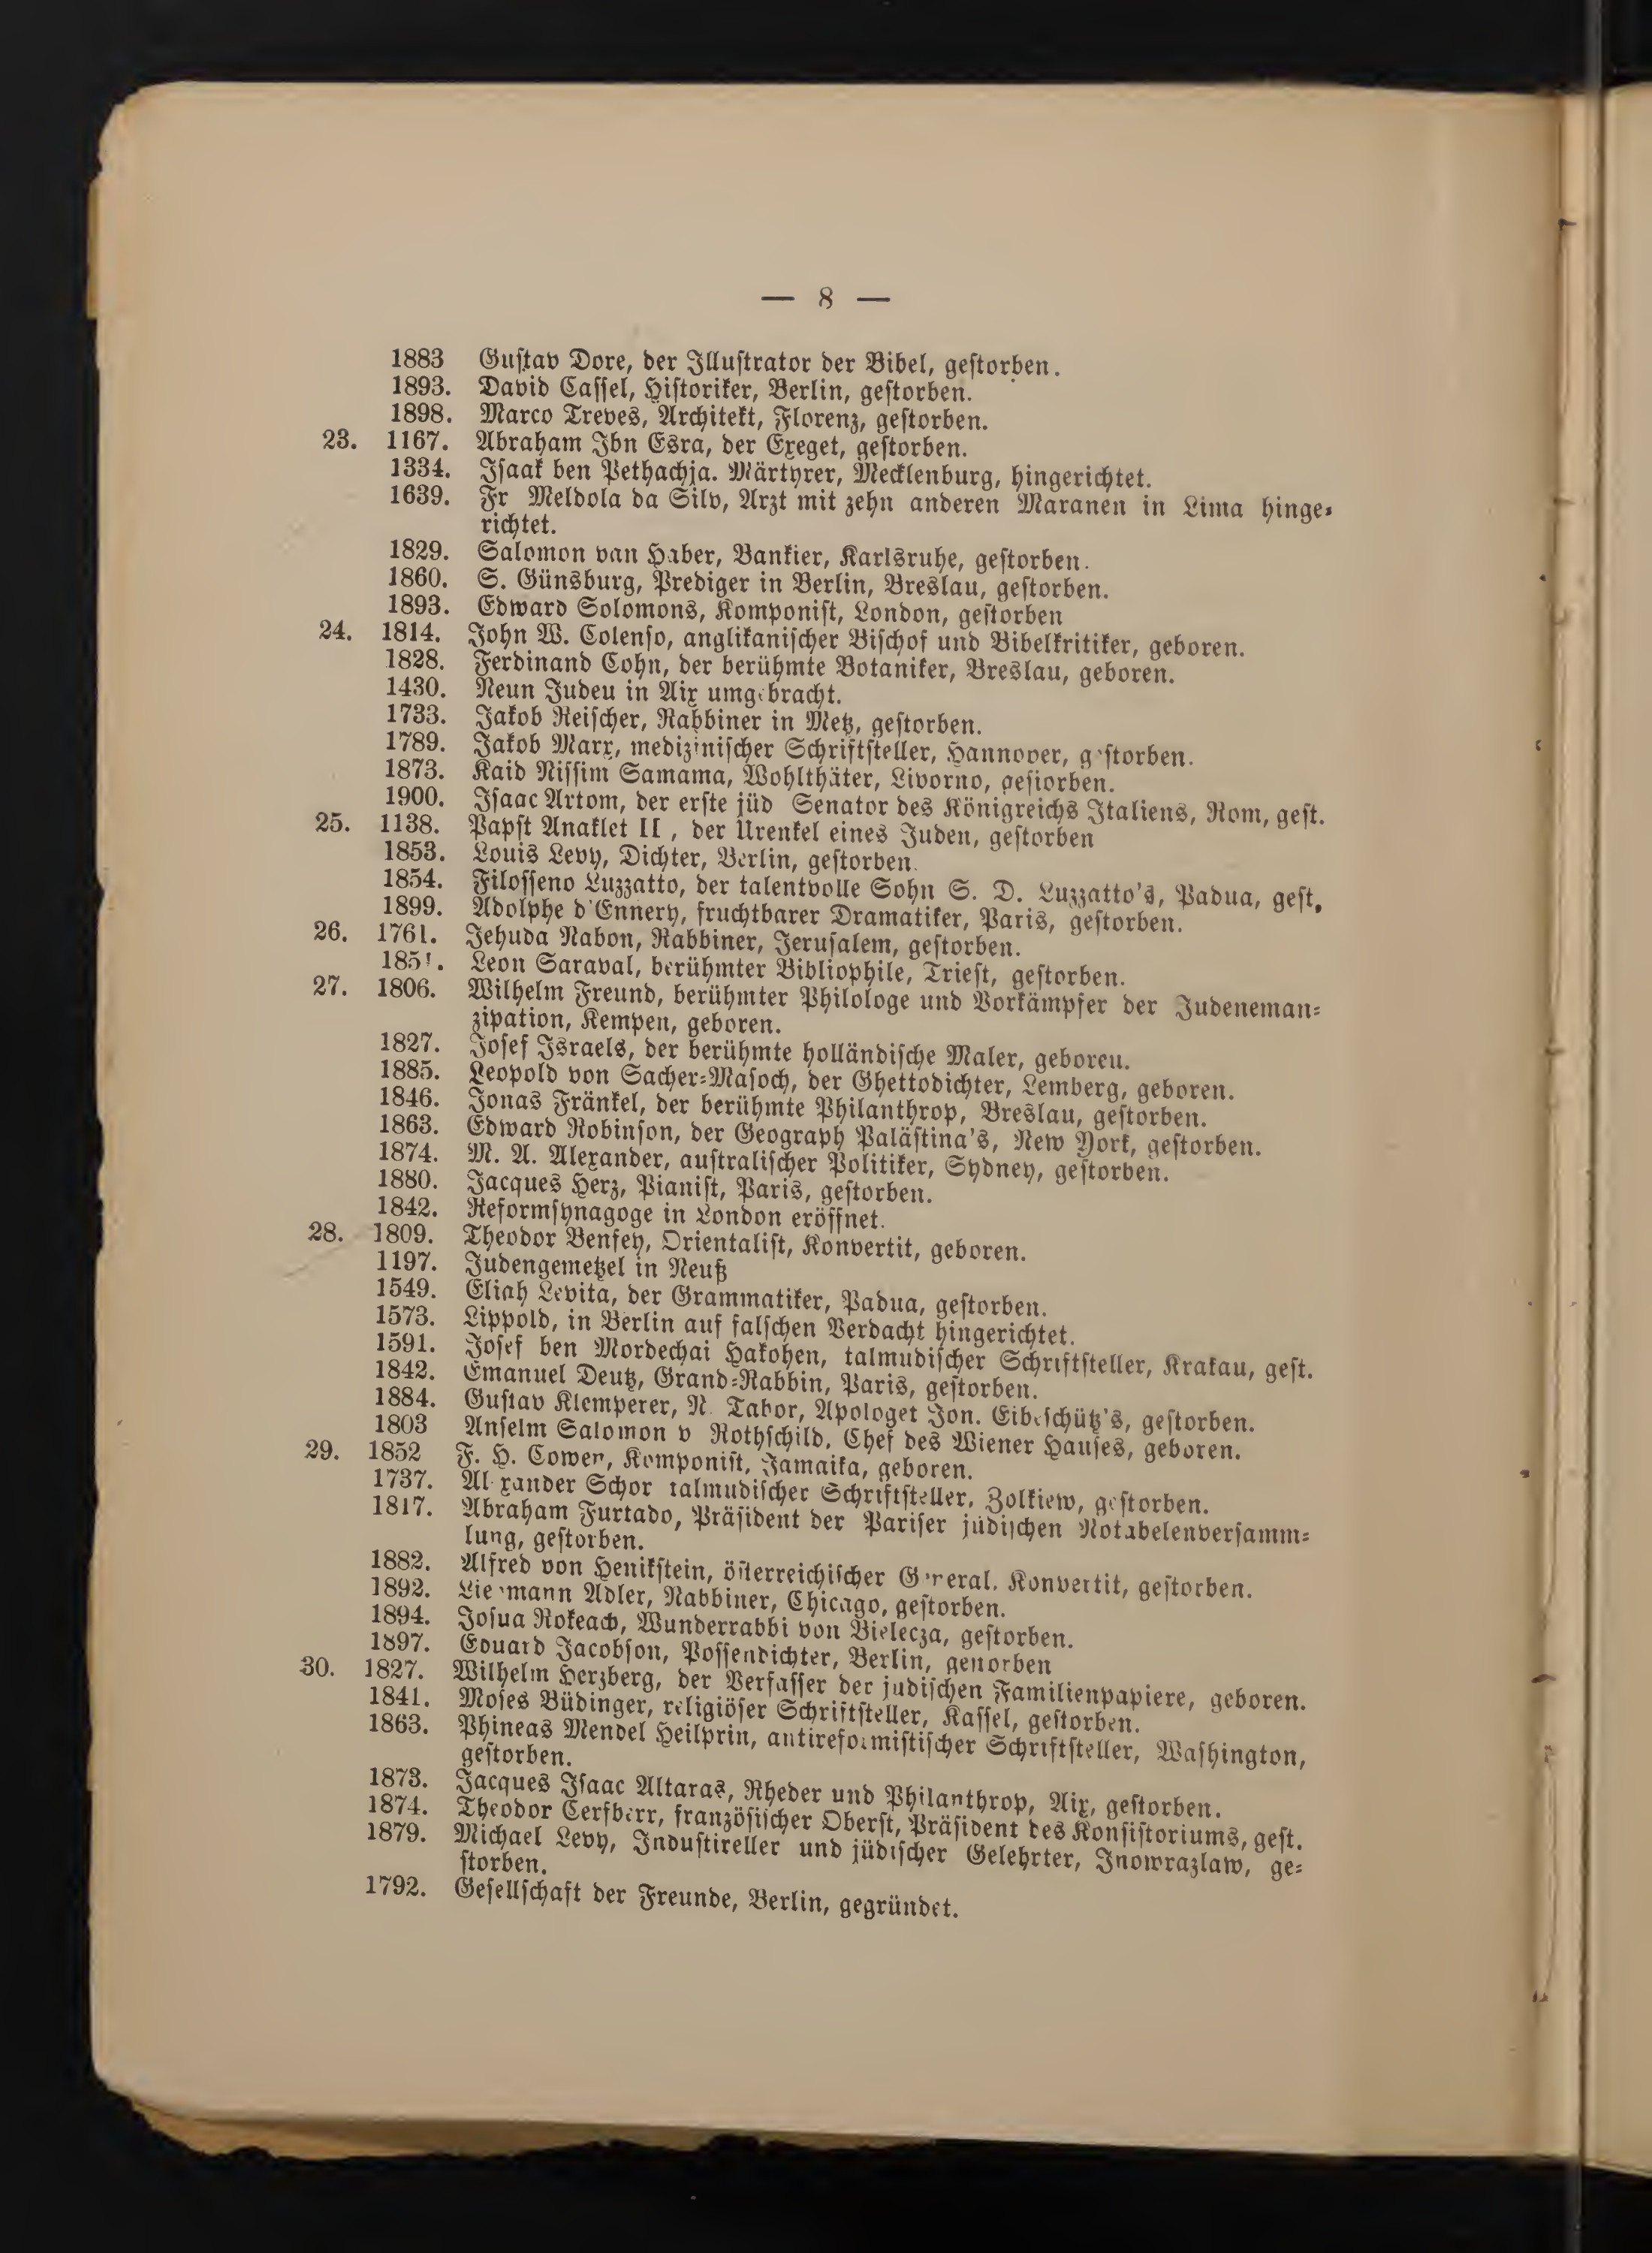 — 8 —
1883 Guſtav Dore, der Illuſtrator der Bibel, geſtorben.
1893. David Caſſel, Hiſtoriker, Berlin, geſtorben.
1898. Marco Treves, Architekt, Florenz, geſtorben.
23. 1167. Abraham Ibn Esra, der Exeget, geſtorben.
1334. Iſaak ben Pethachja. Märtyrer, Mecklenburg, hingerichtet.
1639. Fr Meldola da Silv, Arzt mit zehn anderen Maranen in Lima hinge-
richtet.
1829. Salomon van Haber, Bankier, Karlsruhe, geſtorben.
1860. S. Günsburg, Prediger in Berlin, Breslau, geſtorben.
1893. Edward Solomons, Komponiſt, London, geſtorben
24. 1814. John W. Colenſo, anglikaniſcher Biſchof und Bibelkritiker, geboren.
1828. Ferdinand Cohn, der berühmte Botaniker, Breslau, geboren.
1430. Neun Judeu in Aix umgebracht.
1733. Jakob Reiſcher, Rabbiner in Metz, geſtorben.
1789. Jakob Marx, mediziniſcher Schriftſteller, Hannover, geſtorben.
1873. Kaid Niſſim Samama, Wohlthäter, Livorno, geſtorben.
1900. Iſaac Artom, der erſte jüd Senator des Königreichs Italiens, Rom, geſt.
25. 1138. Papſt Anaklet II, der Urenkel eines Juden, geſtorben
1853. Louis Levy, Dichter, Berlin, geſtorben.
1854. Filoſſeno Luzzatto, der talentvolle Sohn S. D. Luzzatto's, Padua, geſt.
1899. Adolphe d'Ennery, fruchtbarer Dramatiker, Paris, geſtorben.
26. 1761. Jehuda Nabon, Rabbiner, Jeruſalem, geſtorben.
Leon Saraval, berühmter Bibliophile, Trieſt, geſtorben.
27. 1806. Wilhelm Freund, berühmter Philologe und Vorkämpfer der Judeneman-
zipation, Kempen, geboren.
1827. Joſef Israels, der berühmte holländiſche Maler, geboreu.
1885. Leopold von Sacher-Maſoch, der Ghettodichter, Lemberg, geboren.
1846. Jonas Fränkel, der berühmte Philanthrop, Breslau, geſtorben.
1863. Edward Robinſon, der Geograph Paläſtina's, New York, geſtorben.
1874. M. A. Alexander, auſtraliſcher Politiker, Sydney, geſtorben.
1880. Jacques Herz, Pianiſt, Paris, geſtorben.
1842. Reformſynagoge in London eröffnet.
28. 1809. Theodor Benfey, Orientaliſt, Konvertit, geboren.
1197. Judengemetzel in Neuß
1549. Eliah Levita, der Grammatiker, Padua, geſtorben.
1573. Lippold, in Berlin auf falſchen Verdacht hingerichtet.
1591. Joſef ben Mordechai Hakohen, talmudiſcher Schriftſteller, Krakau, geſt.
1842. Emanuel Deutz, Grand-Rabbin, Paris, geſtorben.
1884. Guſtav Klemperer, R. Tabor, Apologet Jon. Eibeſchütz's, geſtorben.
1803 Anſelm Salomon v Rothſchild, Chef des Wiener Hauſes, geboren.
29. 1852 F. H. Cowen, Komponiſt, Jamaika, geboren.
1737. Alexander Schor talmudiſcher Schriftſteller, Zolkiew, geſtorben.
1817. Abraham Furtado, Präſident der Pariſer jüdiſchen Notabelenverſamm-
lung, geſtorben.
1882. Alfred von Henikſtein, öſterreichiſcher General, Konvertit, geſtorben.
1892. Liebmann Adler, Rabbiner, Chicago, geſtorben.
1894. Joſua Rokeach, Wunderrabbi von Bielecza, geſtorben.
1897. Eduard Jacobſon, Poſſendichter, Berlin, geſtorben
30. 1827. Wilhelm Herzberg, der Verfaſſer der jüdiſchen Familienpapiere, geboren.
1841. Moſes Büdinger, religiöſer Schriftſteller, Kaſſel, geſtorben.
1863. Phineas Mendel Heilprin, antireformiſtiſcher Schriftſteller, Waſhington,
geſtorben.
1873. Jacques Iſaac Altaras, Rheder und Philanthrop, Aix, geſtorben.
1874. Theodor Cerfberr, franzöſiſcher Oberſt, Präſident des Konſiſtoriums, geſt.
1879. Michael Levy, Induſtireller und jüdiſcher Gelehrter, Inowrazlaw, ge-
ſtorben.
1792. Geſellſchaft der Freunde, Berlin, gegründet.